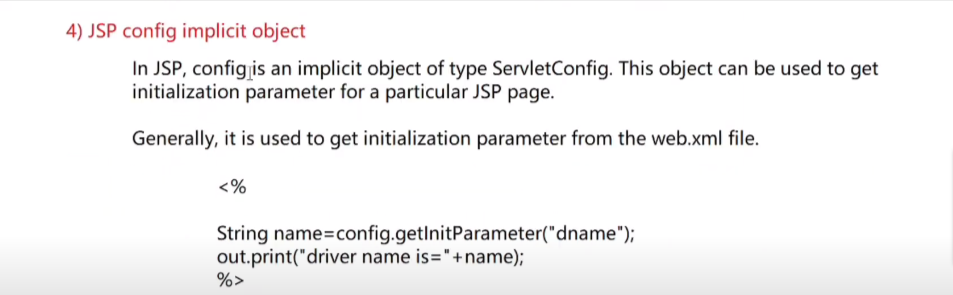 4) JSP config implicit object
In JSP, config is an implicit object of type ServletConfig. This object can be used to get
initialization parameter for a particular JSP page.
Generally, it is used to get initialization parameter from the web.xml file.
<%
String name=config.getInitParameter("dname");
out.print("driver name is="+name);
%>